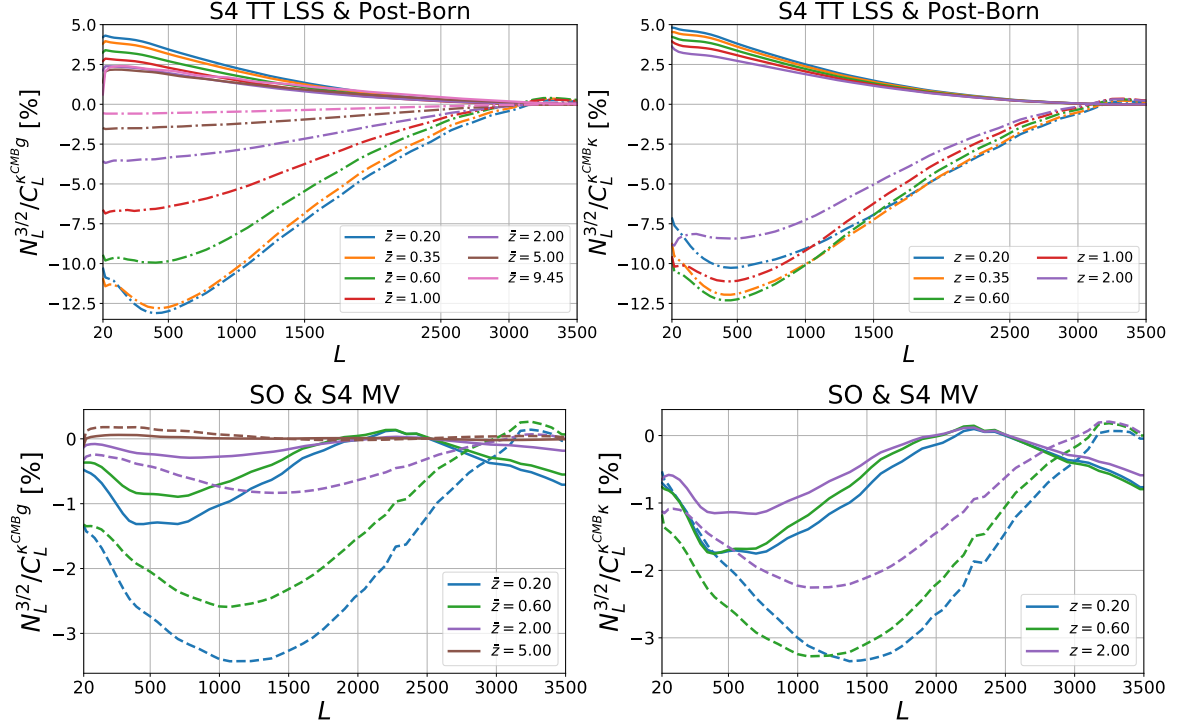 S4 TT LSS & Post-Born
5.0
2.5
0.0
−2.5
−5.0
−7.5
−10.0
−12.5
N_L^{3/2}/C_L^{κ^{CMB}g} [%]
z̄ = 0.20
z̄ = 0.35
z̄ = 0.60
z̄ = 1.00
z̄ = 2.00
z̄ = 5.00
z̄ = 9.45
20 500 1000 1500 2000 2500 3000 3500
L
S4 TT LSS & Post-Born
5.0
2.5
0.0
−2.5
−5.0
−7.5
−10.0
−12.5
N_L^{3/2}/C_L^{κ^{CMB}κ} [%]
z = 0.20
z = 0.35
z = 0.60
z = 1.00
z = 2.00
20 500 1000 1500 2000 2500 3000 3500
L
SO & S4 MV
0
−1
−2
−3
N_L^{3/2}/C_L^{κ^{CMB}g} [%]
z̄ = 0.20
z̄ = 0.60
z̄ = 2.00
z̄ = 5.00
20 500 1000 1500 2000 2500 3000 3500
L
SO & S4 MV
0
−1
−2
−3
N_L^{3/2}/C_L^{κ^{CMB}κ} [%]
z = 0.20
z = 0.60
z = 2.00
20 500 1000 1500 2000 2500 3000 3500
L